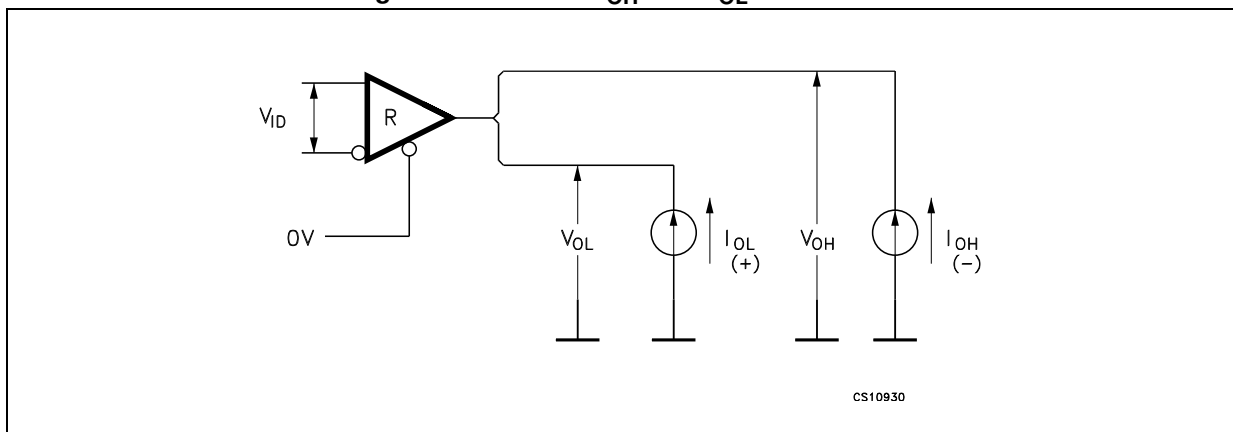 V_ID
R
0V
V_OL
I_OL
(+)
V_OH
I_OH
(-)
CS10930